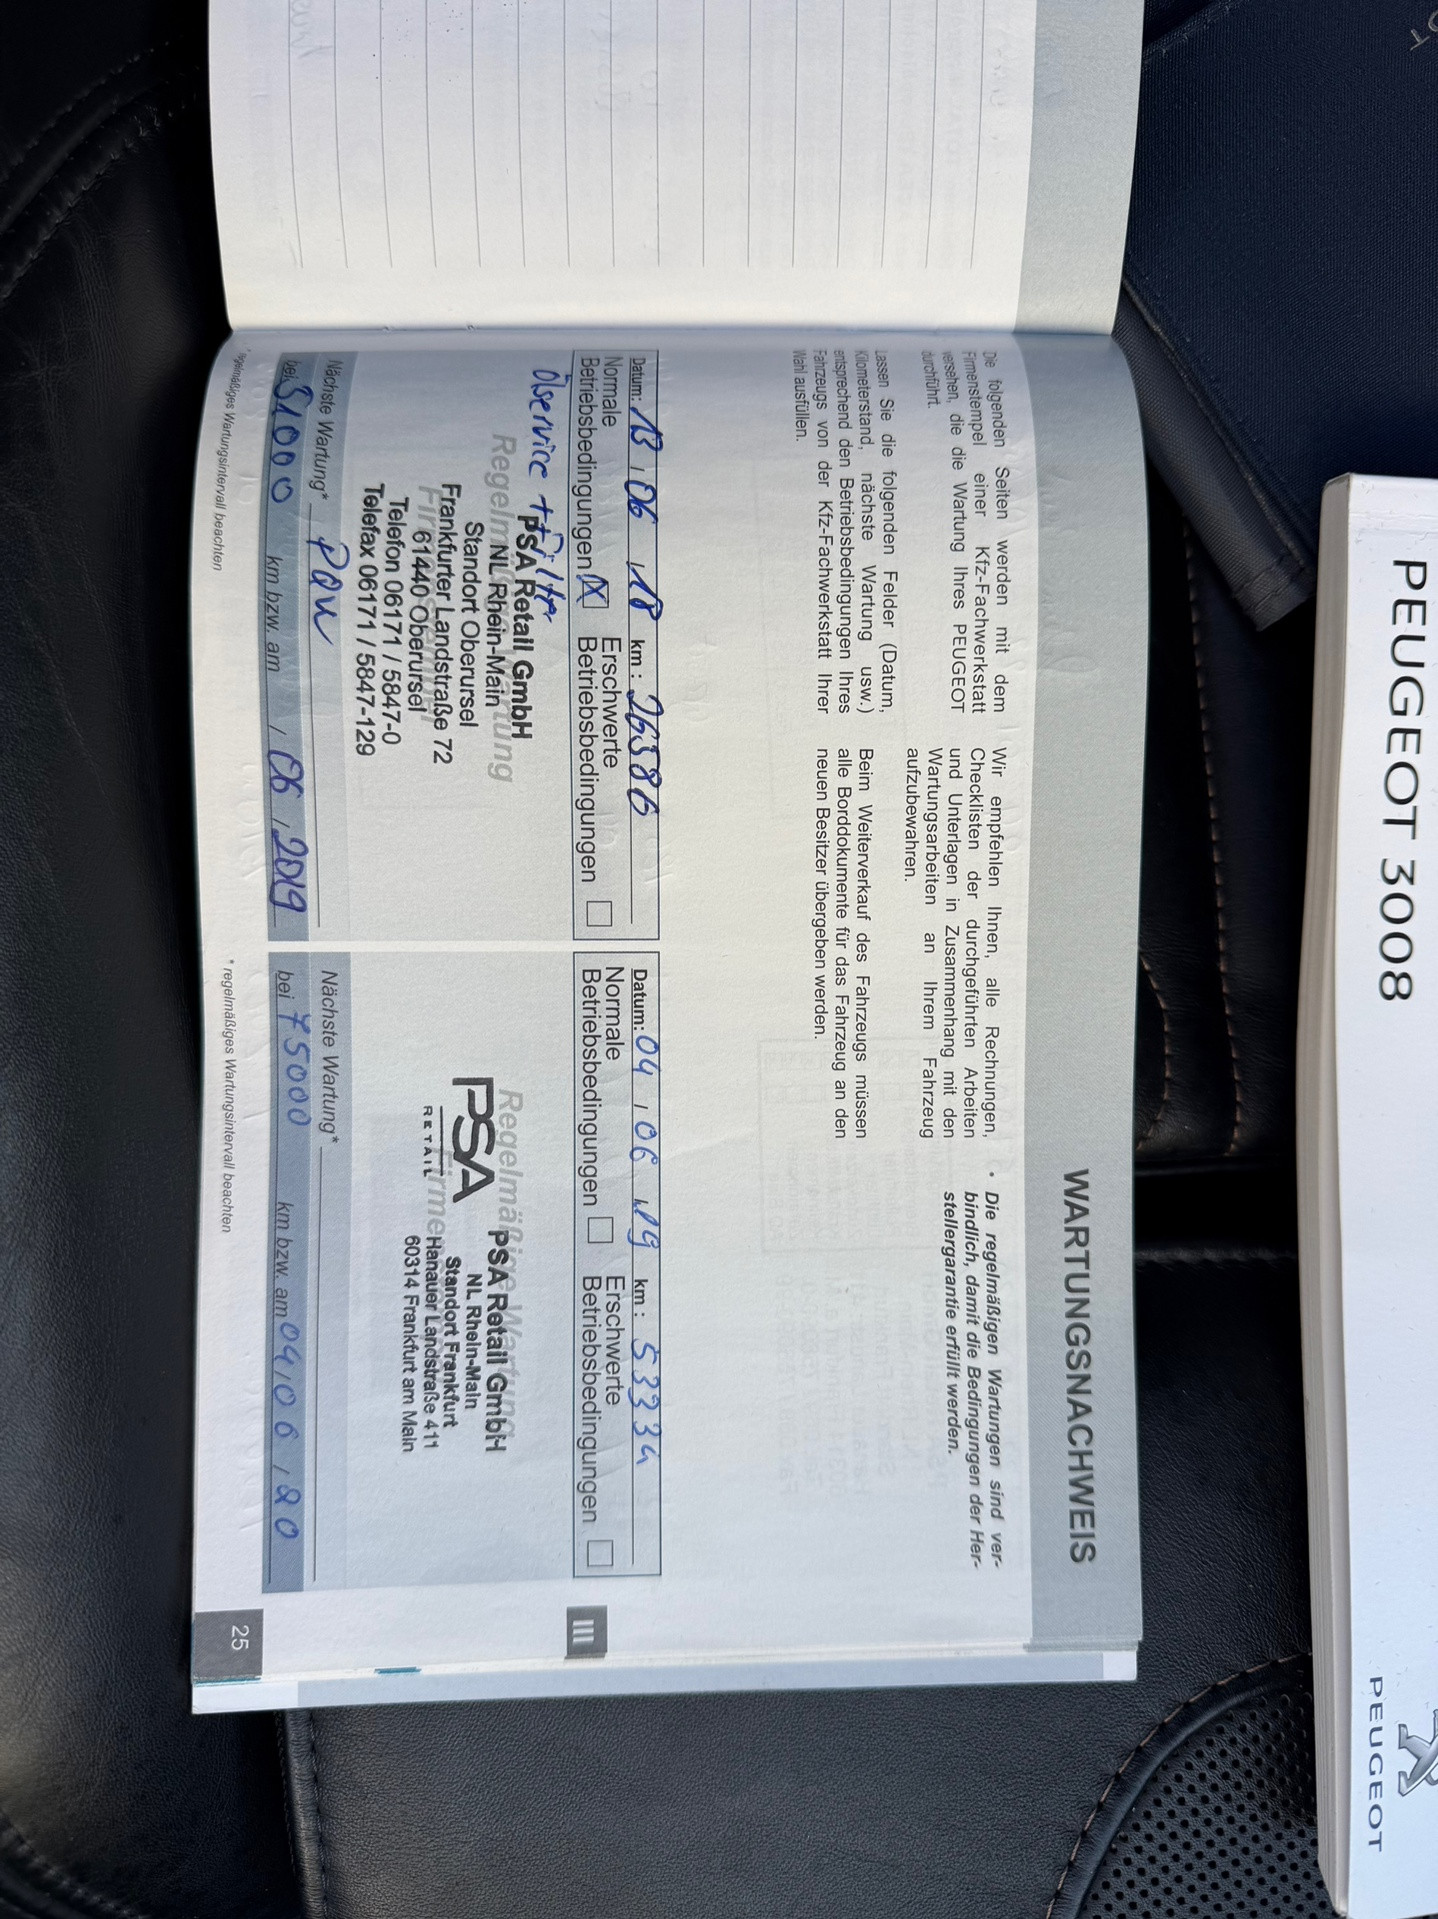 WARTUNGSNACHWEIS
Die folgenden Seiten werden mit dem
Firmenstempel einer Kfz-Fachwerkstatt
versehen, die die Wartung Ihres PEUGEOT
durchführt.
Lassen Sie die folgenden Felder (Datum,
Kilometerstand, nächste Wartung usw.)
entsprechend den Betriebsbedingungen Ihres
Fahrzeugs von der Kfz-Fachwerkstatt Ihrer
Wahl ausfüllen.
Wir empfehlen Ihnen, alle Rechnungen,
Checklisten der durchgeführten Arbeiten
und Unterlagen in Zusammenhang mit den
Wartungsarbeiten an Ihrem Fahrzeug
aufzubewahren.
Beim Weiterverkauf des Fahrzeugs müssen
alle Borddokumente für das Fahrzeug an den
neuen Besitzer übergeben werden.
• Die regelmäßigen Wartungen sind ver-
bindlich, damit die Bedingungen der Her-
stellergarantie erfüllt werden.
Datum: 13 / 06 / 18 km : 26586
Normale Betriebsbedingungen X
Erschwerte Betriebsbedingungen
Ölservice
Regelmäßige Wartung
PSA Retail GmbH
NL Rhein-Main
Standort Oberursel
Frankfurter Landstraße 72
61440 Oberursel
Telefon 06171 / 5847-0
Telefax 06171 / 5847-129
Nächste Wartung*
bei 51000 km bzw. am / 06 / 2019
* regelmäßiges Wartungsintervall beachten
Datum: 04 / 06 / 19 km : 53334
Normale Betriebsbedingungen
Erschwerte Betriebsbedingungen
Regelmäßige Wartung
PSA
RETAIL
PSA Retail GmbH
NL Rhein-Main
Standort Frankfurt
Hanauer Landstraße 411
60314 Frankfurt am Main
Nächste Wartung*
bei 75000 km bzw. am 04 / 06 / 20
* regelmäßiges Wartungsintervall beachten
III
25
PEUGEOT 3008
PEUGEOT